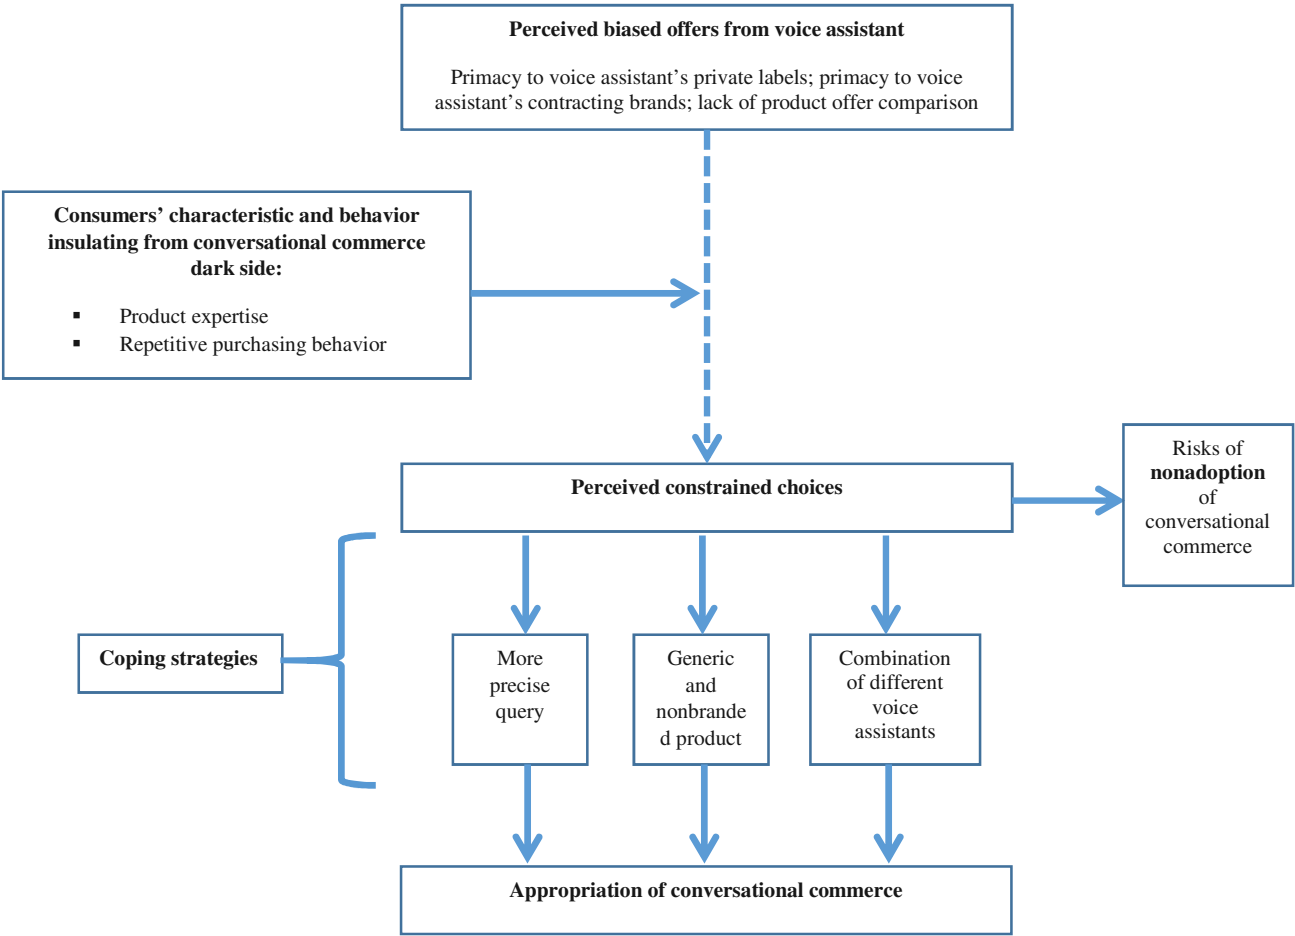 Perceived biased offers from voice assistant
Primacy to voice assistant’s private labels; primacy to voice
assistant’s contracting brands; lack of product offer comparison
Consumers’ characteristic and behavior
insulating from conversational commerce
dark side:
▪ Product expertise
▪ Repetitive purchasing behavior
Perceived constrained choices
Risks of
nonadoption
of
conversational
commerce
Coping strategies
More
precise
query
Generic
and
nonbrande
d product
Combination
of different
voice
assistants
Appropriation of conversational commerce